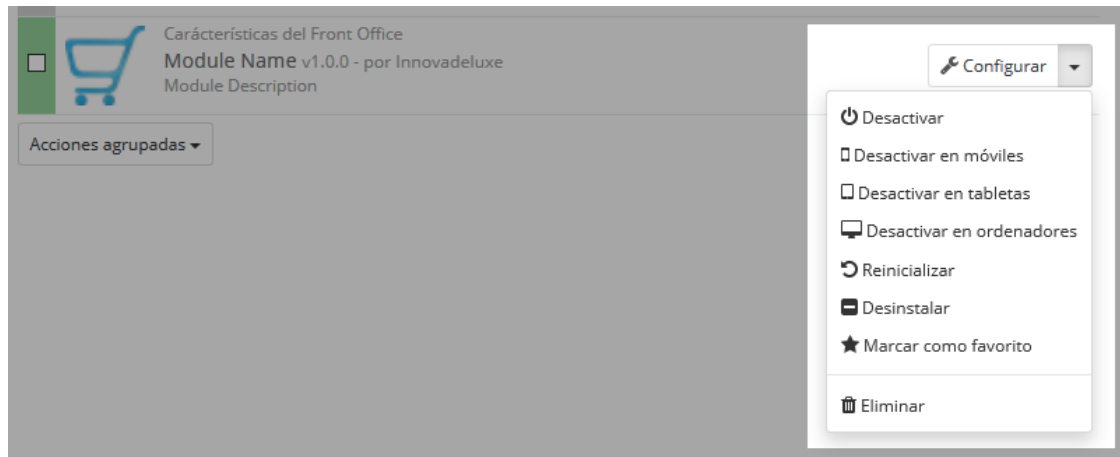 Carácterísticas del Front Office
Module Name v1.0.0 - por Innovadeluxe
Module Description
Configurar
Acciones agrupadas
Desactivar
Desactivar en móviles
Desactivar en tabletas
Desactivar en ordenadores
Reinicializar
Desinstalar
Marcar como favorito
Eliminar